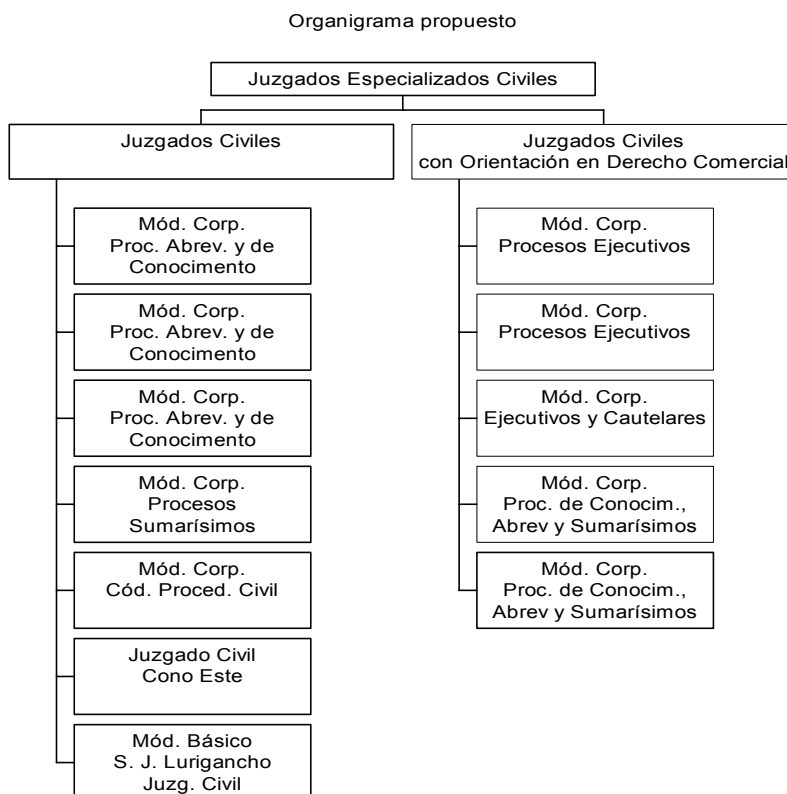 Organigrama propuesto
Juzgados Especializados Civiles
Juzgados Civiles
Mód. Corp.
Proc. Abrev. y de
Conocimento
Mód. Corp.
Proc. Abrev. y de
Conocimento
Mód. Corp.
Proc. Abrev. y de
Conocimento
Mód. Corp.
Procesos
Sumarísimos
Mód. Corp.
Cód. Proced. Civil
Juzgado Civil
Cono Este
Mód. Básico
S. J. Lurigancho
Juzg. Civil
Juzgados Civiles
con Orientación en Derecho Comercial
Mód. Corp.
Procesos Ejecutivos
Mód. Corp.
Procesos Ejecutivos
Mód. Corp.
Ejecutivos y Cautelares
Mód. Corp.
Proc. de Conocim.,
Abrev y Sumarísimos
Mód. Corp.
Proc. de Conocim.,
Abrev y Sumarísimos